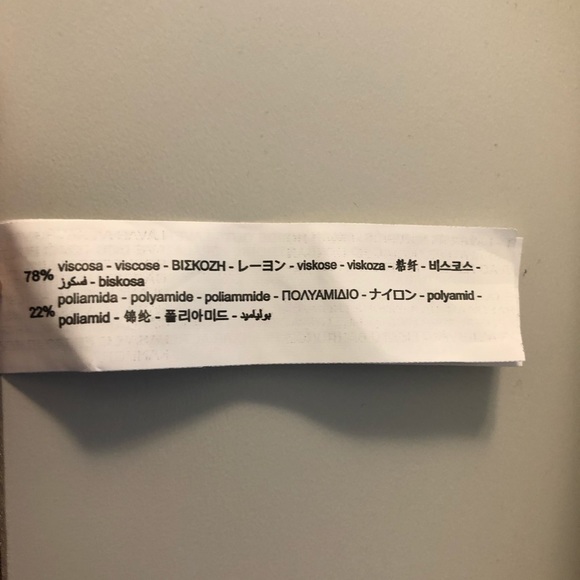 78% viscosa - viscose - ΒΙΣΚΟΖΗ - レーヨン - viskose - viskoza - 粘纤 - 비스코스 -
فسكوز - biskosa
22% poliamida - polyamide - poliammide - ΠΟΛΥΑΜΙΔΙΟ - ナイロン - polyamid -
poliamid - 锦纶 - 폴리아미드 - بولياميد